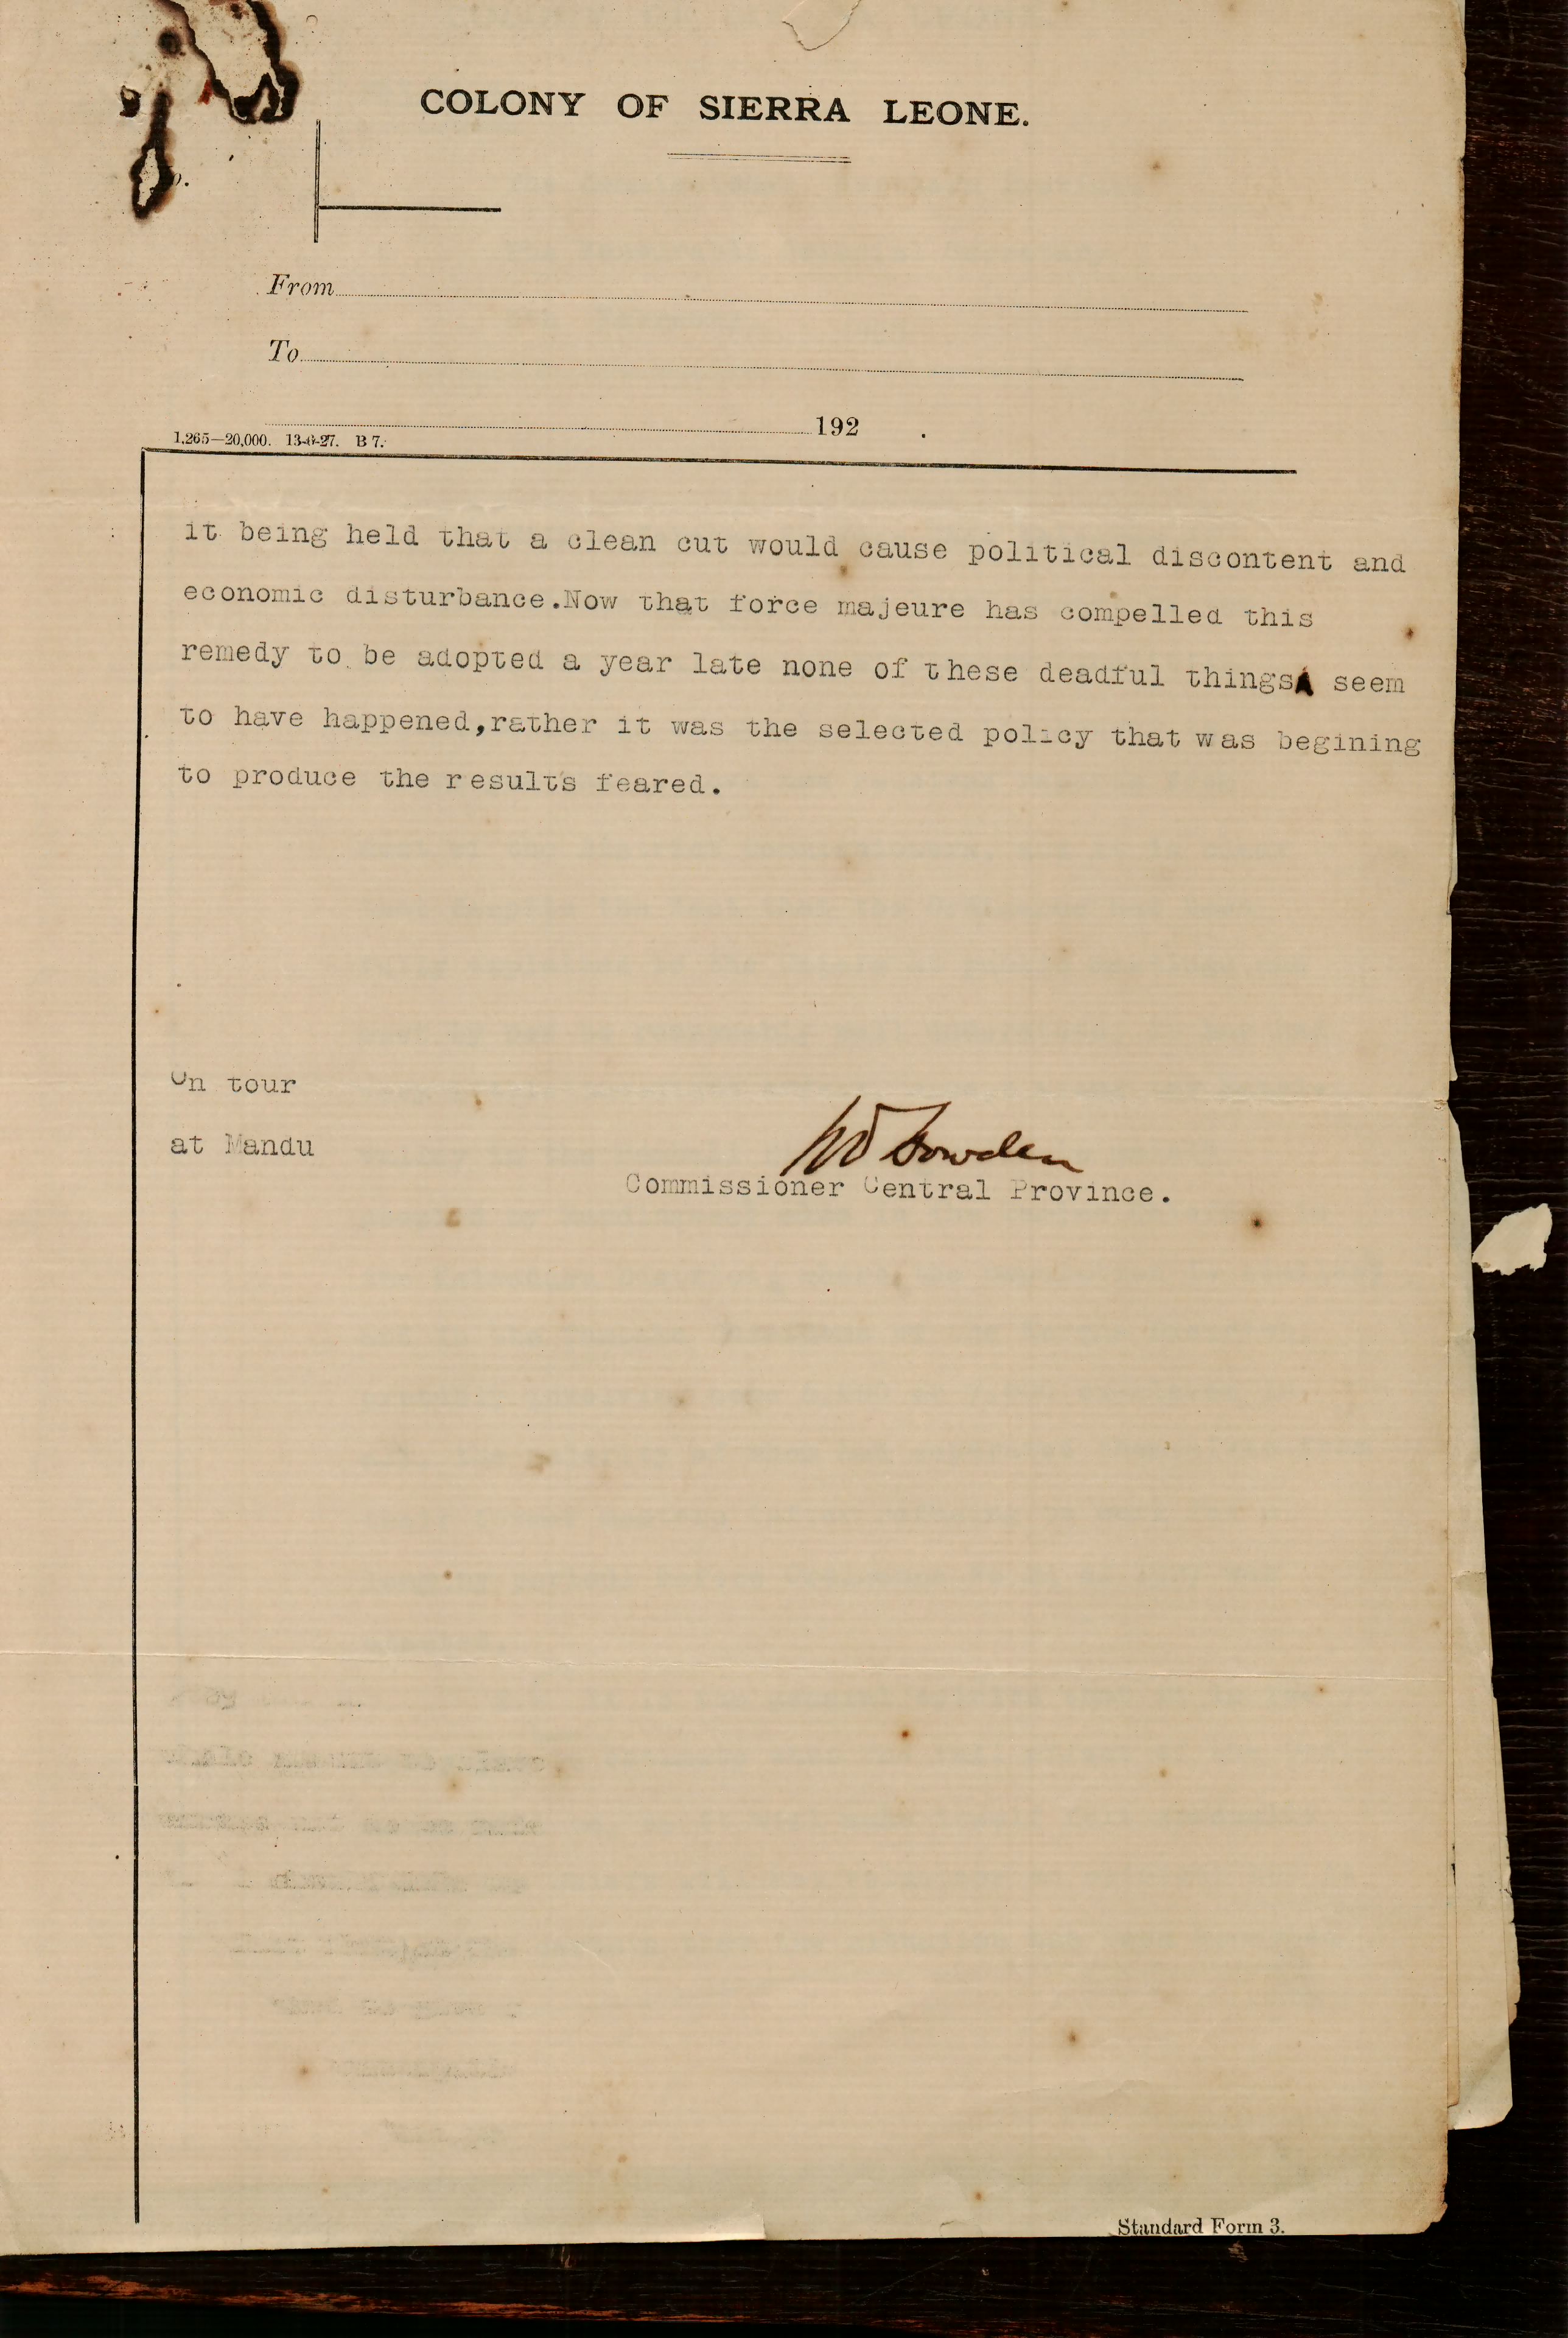 COLONY OF SIERRA LEONE.
From
To
192 .
1,265—20,000. 13-6-27. B 7.
it being held that a clean cut would cause political discontent and
economic disturbance.Now that force majeure has compelled this
remedy to be adopted a year late none of these deadful things seem
to have happened,rather it was the selected policy that was begining
to produce the results feared.
On tour
at Mandu
Commissioner Central Province.
Standard Form 3.